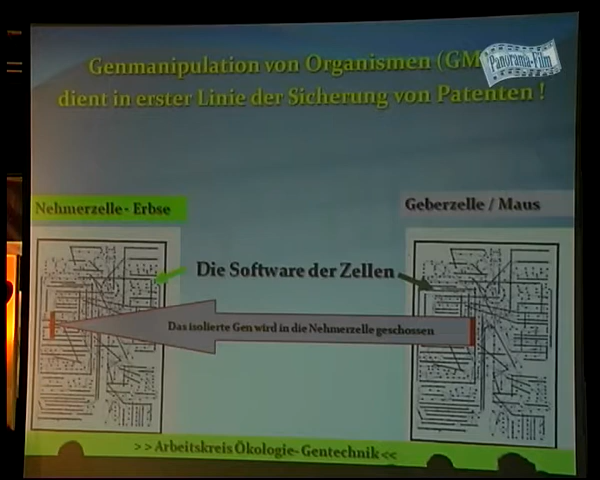 Genmanipulation von Organismen (GM
Panorama-Film
dient in erster Linie der Sicherung von Patenten !
Nehmerzelle - Erbse
Geberzelle / Maus
Die Software der Zellen
Das isolierte Gen wird in die Nehmerzelle geschossen
>> Arbeitskreis Ökologie-Gentechnik <<